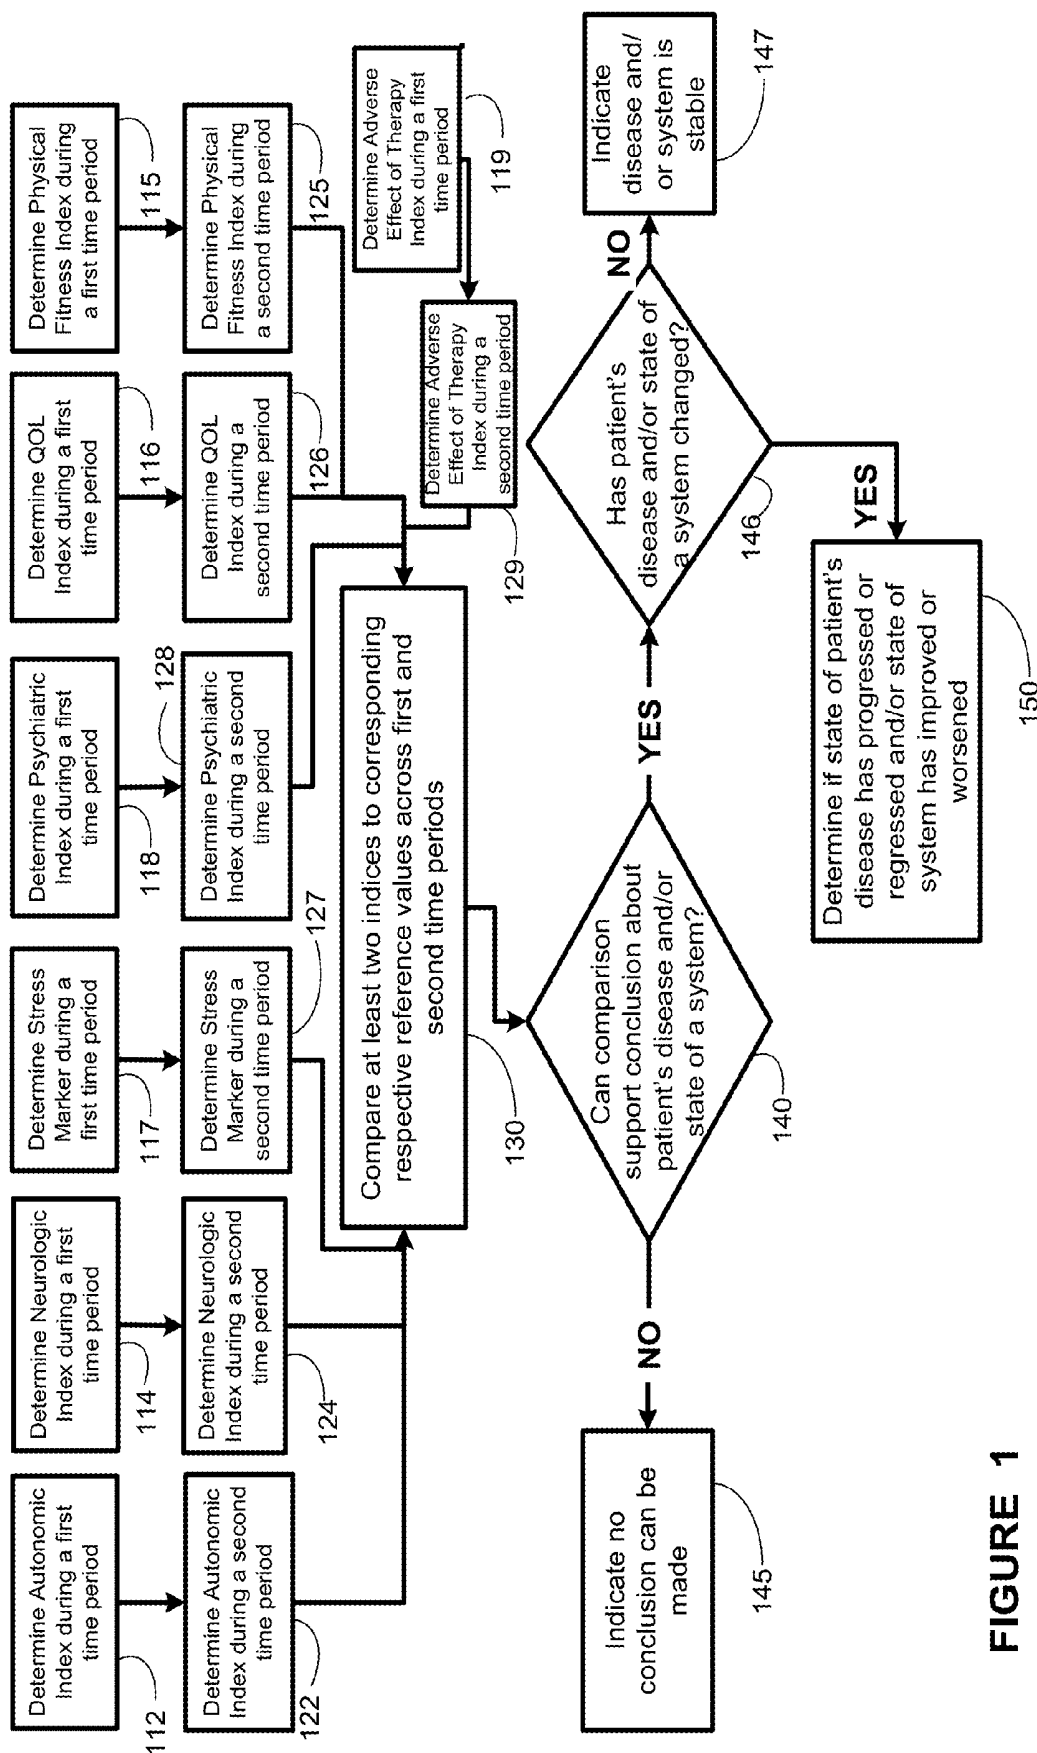 Determine Autonomic
Index during a first
time period
112
Determine Neurologic
Index during a first
time period
114
Determine Stress
Marker during a
first time period
117
Determine Psychiatric
Index during a first
time period
118
Determine QOL
Index during a first
time period
116
Determine Physical
Fitness Index during
a first time period
115
Determine Autonomic
Index during a second
time period
122
Determine Neurologic
Index during a second
time period
124
Determine Stress
Marker during a
second time period
127
Determine Psychiatric
Index during a second
time period
128
Determine QOL
Index during a
second time period
126
Determine Physical
Fitness Index during
a second time period
125
Determine Adverse
Effect of Therapy
Index during a first
time period
119
Determine Adverse
Effect of Therapy
Index during a
second time period
129
Compare at least two indices to corresponding
respective reference values across first and
second time periods
130
Can comparison
support conclusion about
patient's disease and/or
state of a system?
140
NO
Indicate no
conclusion can be
made
145
YES
Has patient's
disease and/or state of
a system changed?
146
NO
Indicate
disease and/
or system is
stable
147
YES
Determine if state of patient's
disease has progressed or
regressed and/or state of
system has improved or
worsened
150
FIGURE 1